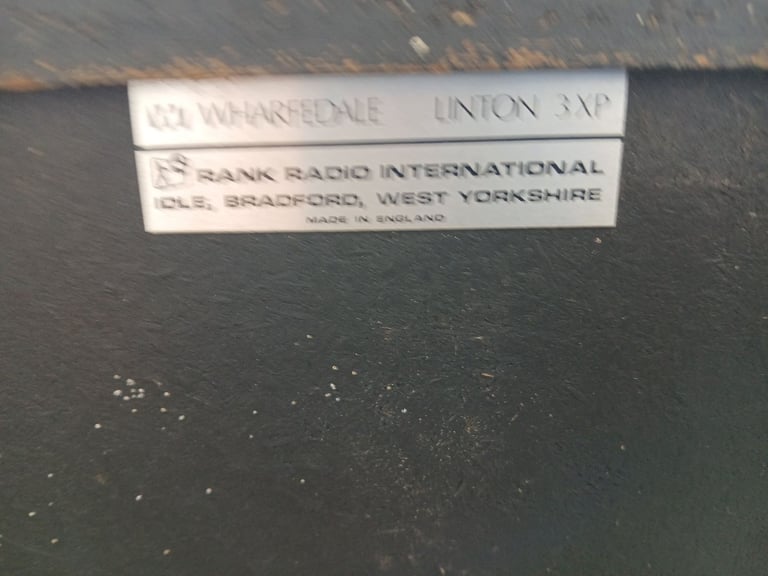 WHARFEDALE LINTON 3XP
RANK RADIO INTERNATIONAL
IDLE, BRADFORD, WEST YORKSHIRE
MADE IN ENGLAND